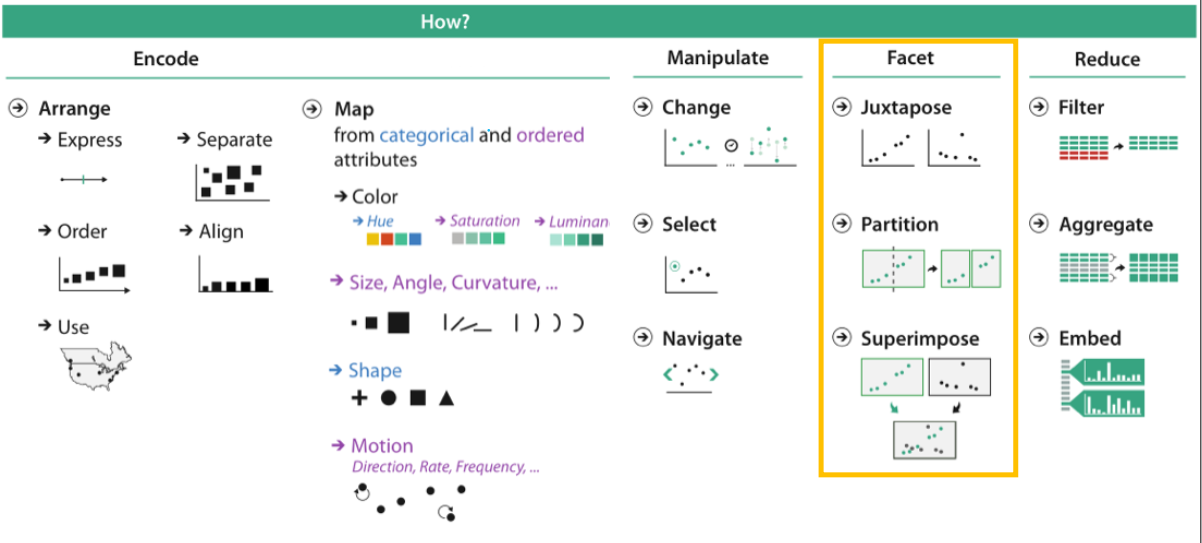 How?
Encode
Manipulate
Facet
Reduce
Arrange
Express
Separate
Order
Align
Use
Map
from categorical and ordered
attributes
Color
Hue
Saturation
Luminan
Size, Angle, Curvature, ...
Shape
Motion
Direction, Rate, Frequency, ...
Change
...
Select
Navigate
Juxtapose
Partition
Superimpose
Filter
Aggregate
Embed